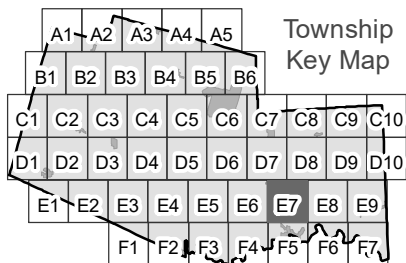 Township
Key Map
A1 A2 A3 A4 A5
B1 B2 B3 B4 B5 B6
C1 C2 C3 C4 C5 C6 C7 C8 C9 C10
D1 D2 D3 D4 D5 D6 D7 D8 D9 D10
E1 E2 E3 E4 E5 E6 E7 E8 E9
F1 F2 F3 F4 F5 F6 F7